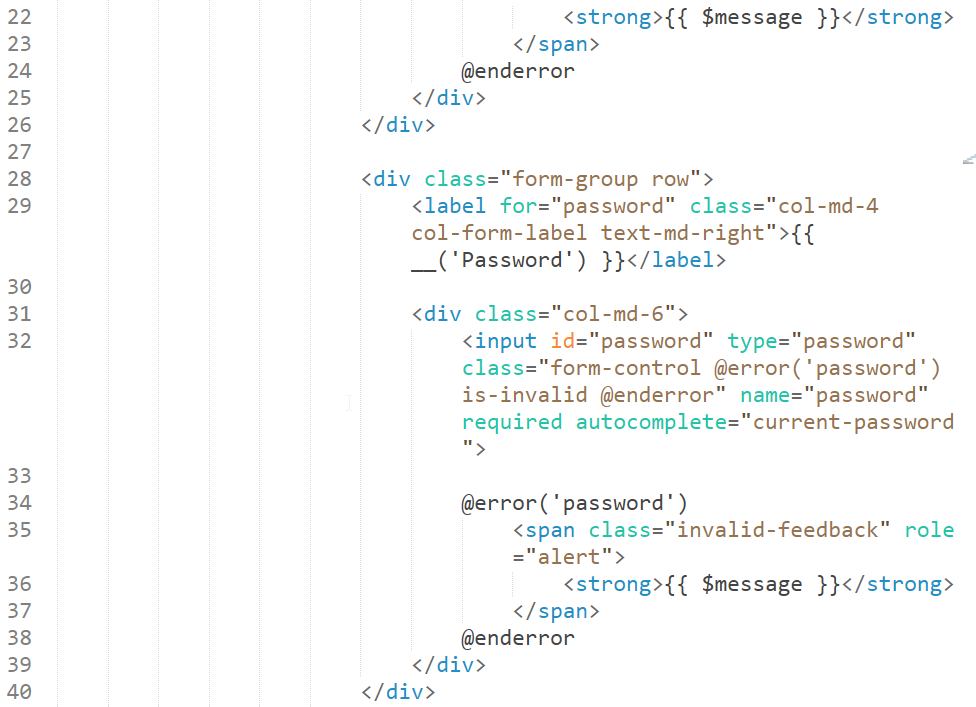 22 <strong>{{ $message }}</strong>
23 </span>
24 @enderror
25 </div>
26 </div>
27
28 <div class="form-group row">
29 <label for="password" class="col-md-4
col-form-label text-md-right">{{
__('Password') }}</label>
30
31 <div class="col-md-6">
32 <input id="password" type="password"
class="form-control @error('password')
is-invalid @enderror" name="password"
required autocomplete="current-password
">
33
34 @error('password')
35 <span class="invalid-feedback" role
="alert">
36 <strong>{{ $message }}</strong>
37 </span>
38 @enderror
39 </div>
40 </div>